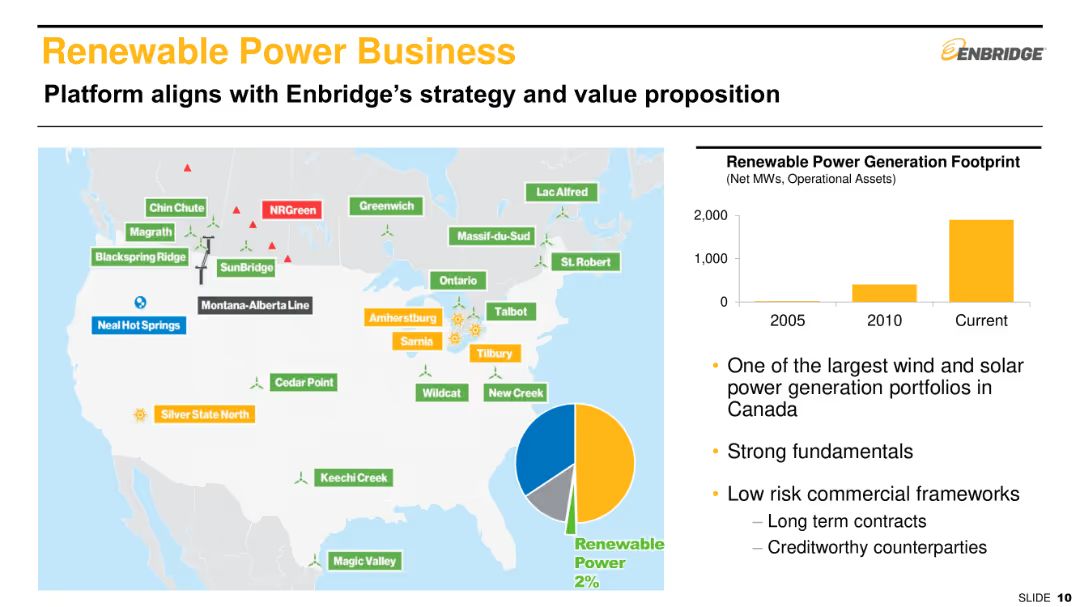 Renewable Power Business
ENBRIDGE
Platform aligns with Enbridge's strategy and value proposition
Chin Chute
Magrath
Blackspring Ridge
NRGreen
SunBridge
Greenwich
Lac Alfred
Massif-du-Sud
St. Robert
Ontario
Montana-Alberta Line
Neal Hot Springs
Amherstburg
Talbot
Sarnia
Tilbury
Cedar Point
Wildcat
New Creek
Silver State North
Keechi Creek
Magic Valley
Renewable
Power
2%
Renewable Power Generation Footprint
(Net MWs, Operational Assets)
2,000
1,000
0
2005
2010
Current
• One of the largest wind and solar
power generation portfolios in
Canada
• Strong fundamentals
• Low risk commercial frameworks
– Long term contracts
– Creditworthy counterparties
SLIDE 10